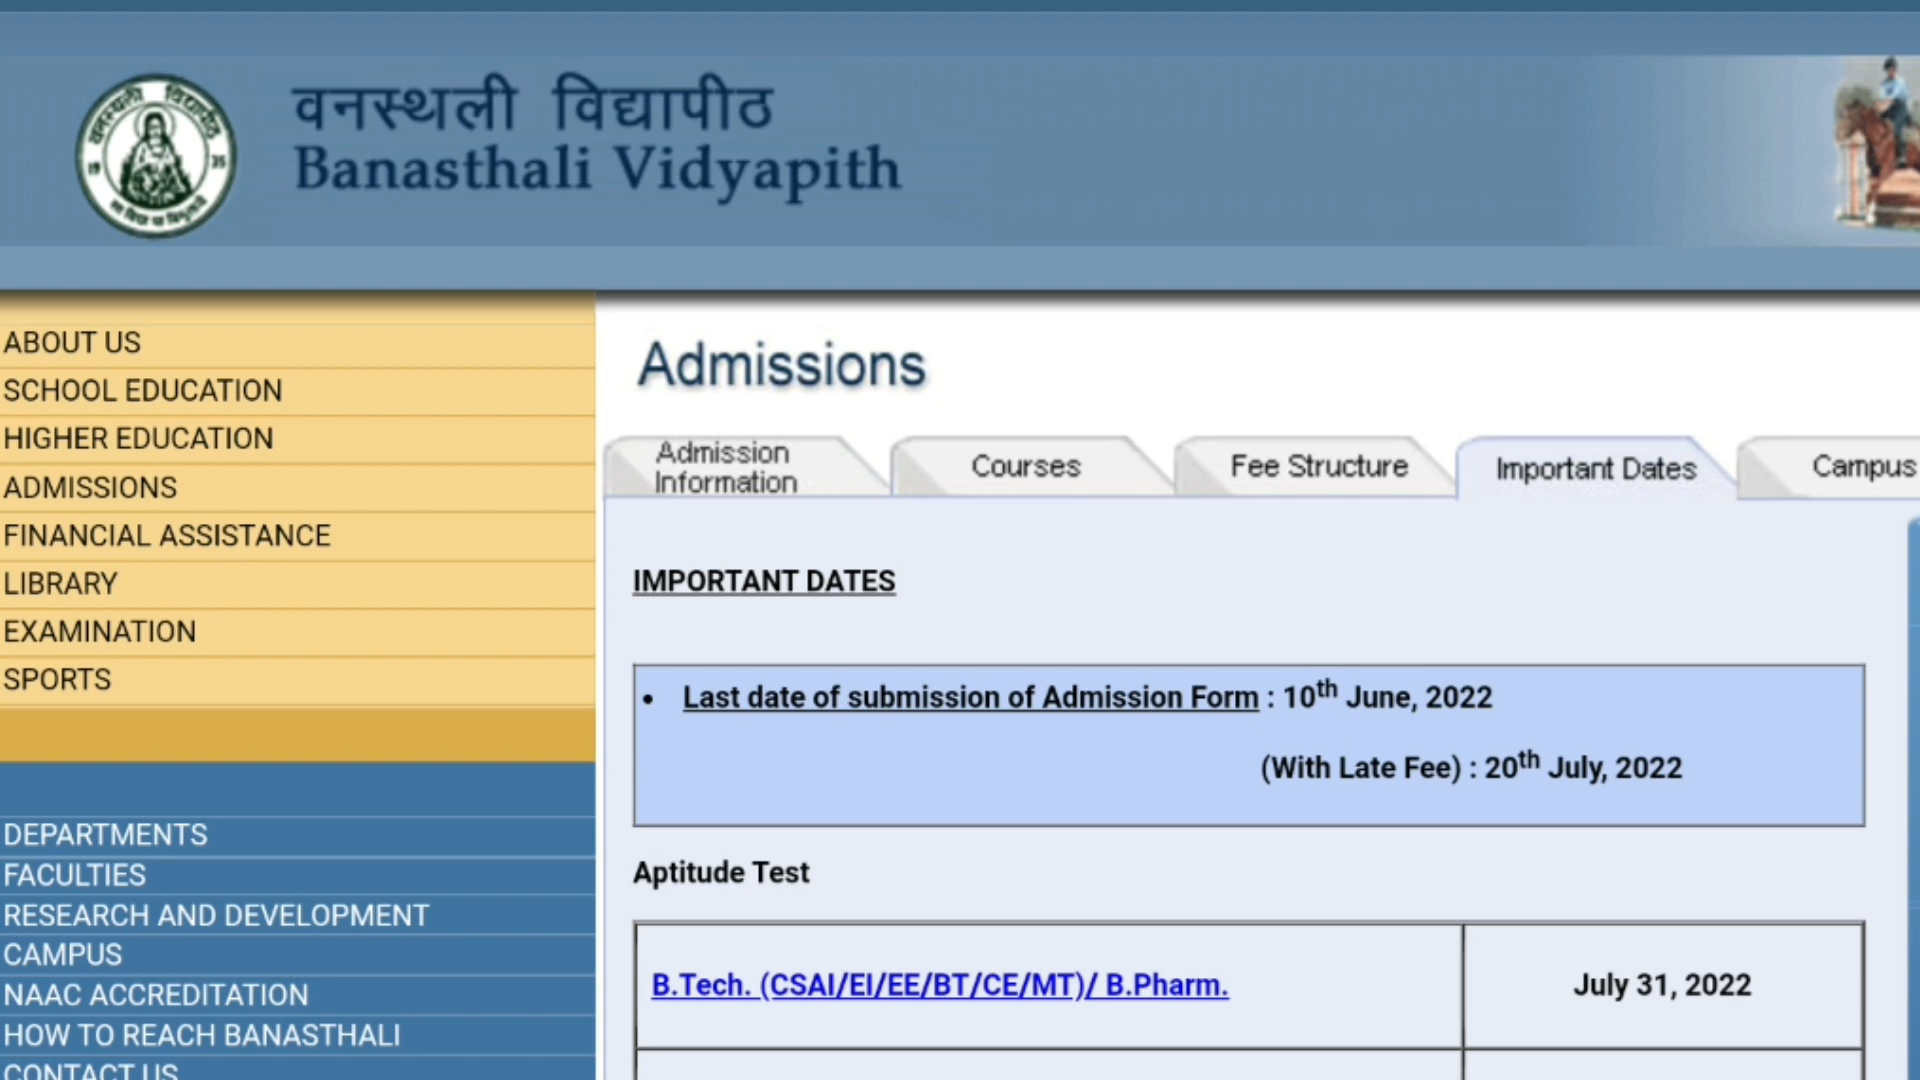 वनस्थली विद्यापीठ
Banasthali Vidyapith
ABOUT US
SCHOOL EDUCATION
HIGHER EDUCATION
ADMISSIONS
FINANCIAL ASSISTANCE
LIBRARY
EXAMINATION
SPORTS
DEPARTMENTS
FACULTIES
RESEARCH AND DEVELOPMENT
CAMPUS
NAAC ACCREDITATION
HOW TO REACH BANASTHALI
CONTACT US
Admissions
Admission
Information
Courses
Fee Structure
Important Dates
Campus
IMPORTANT DATES
• Last date of submission of Admission Form : 10th June, 2022
(With Late Fee) : 20th July, 2022
Aptitude Test
B.Tech. (CSAI/EI/EE/BT/CE/MT)/ B.Pharm.
July 31, 2022